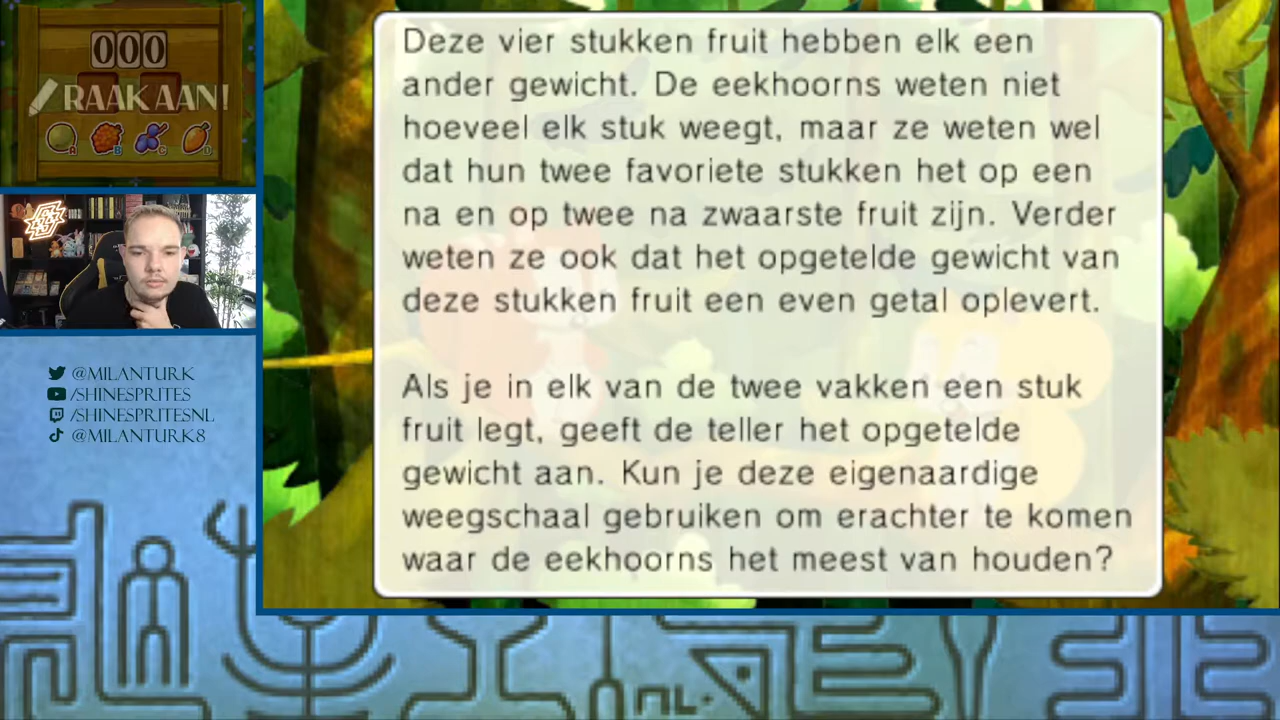 000
RAAK AAN!
A B C D
Deze vier stukken fruit hebben elk een
ander gewicht. De eekhoorns weten niet
hoeveel elk stuk weegt, maar ze weten wel
dat hun twee favoriete stukken het op een
na en op twee na zwaarste fruit zijn. Verder
weten ze ook dat het opgetelde gewicht van
deze stukken fruit een even getal oplevert.
Als je in elk van de twee vakken een stuk
fruit legt, geeft de teller het opgetelde
gewicht aan. Kun je deze eigenaardige
weegschaal gebruiken om erachter te komen
waar de eekhoorns het meest van houden?
@MILANTURK
/SHINESPRITES
/SHINESPRITESNL
@MILANTURK8